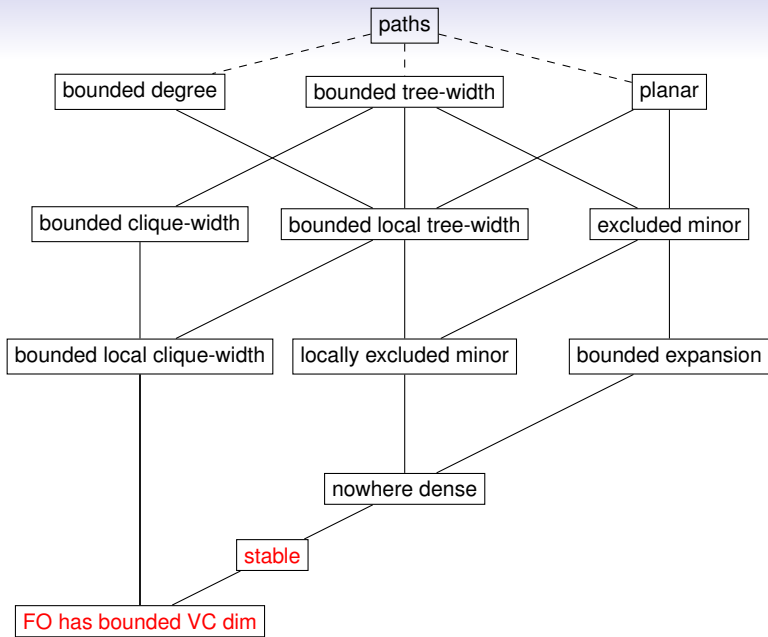 paths
bounded degree
bounded tree-width
planar
bounded clique-width
bounded local tree-width
excluded minor
bounded local clique-width
locally excluded minor
bounded expansion
nowhere dense
stable
FO has bounded VC dim